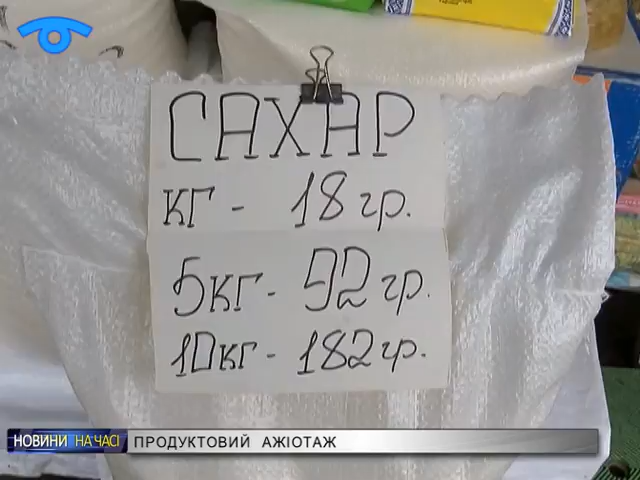 САХАР
кг - 18 гр.
5кг - 92 гр.
10кг - 182 гр.
НОВИНИ НА ЧАСІ
ПРОДУКТОВИЙ АЖІОТАЖ